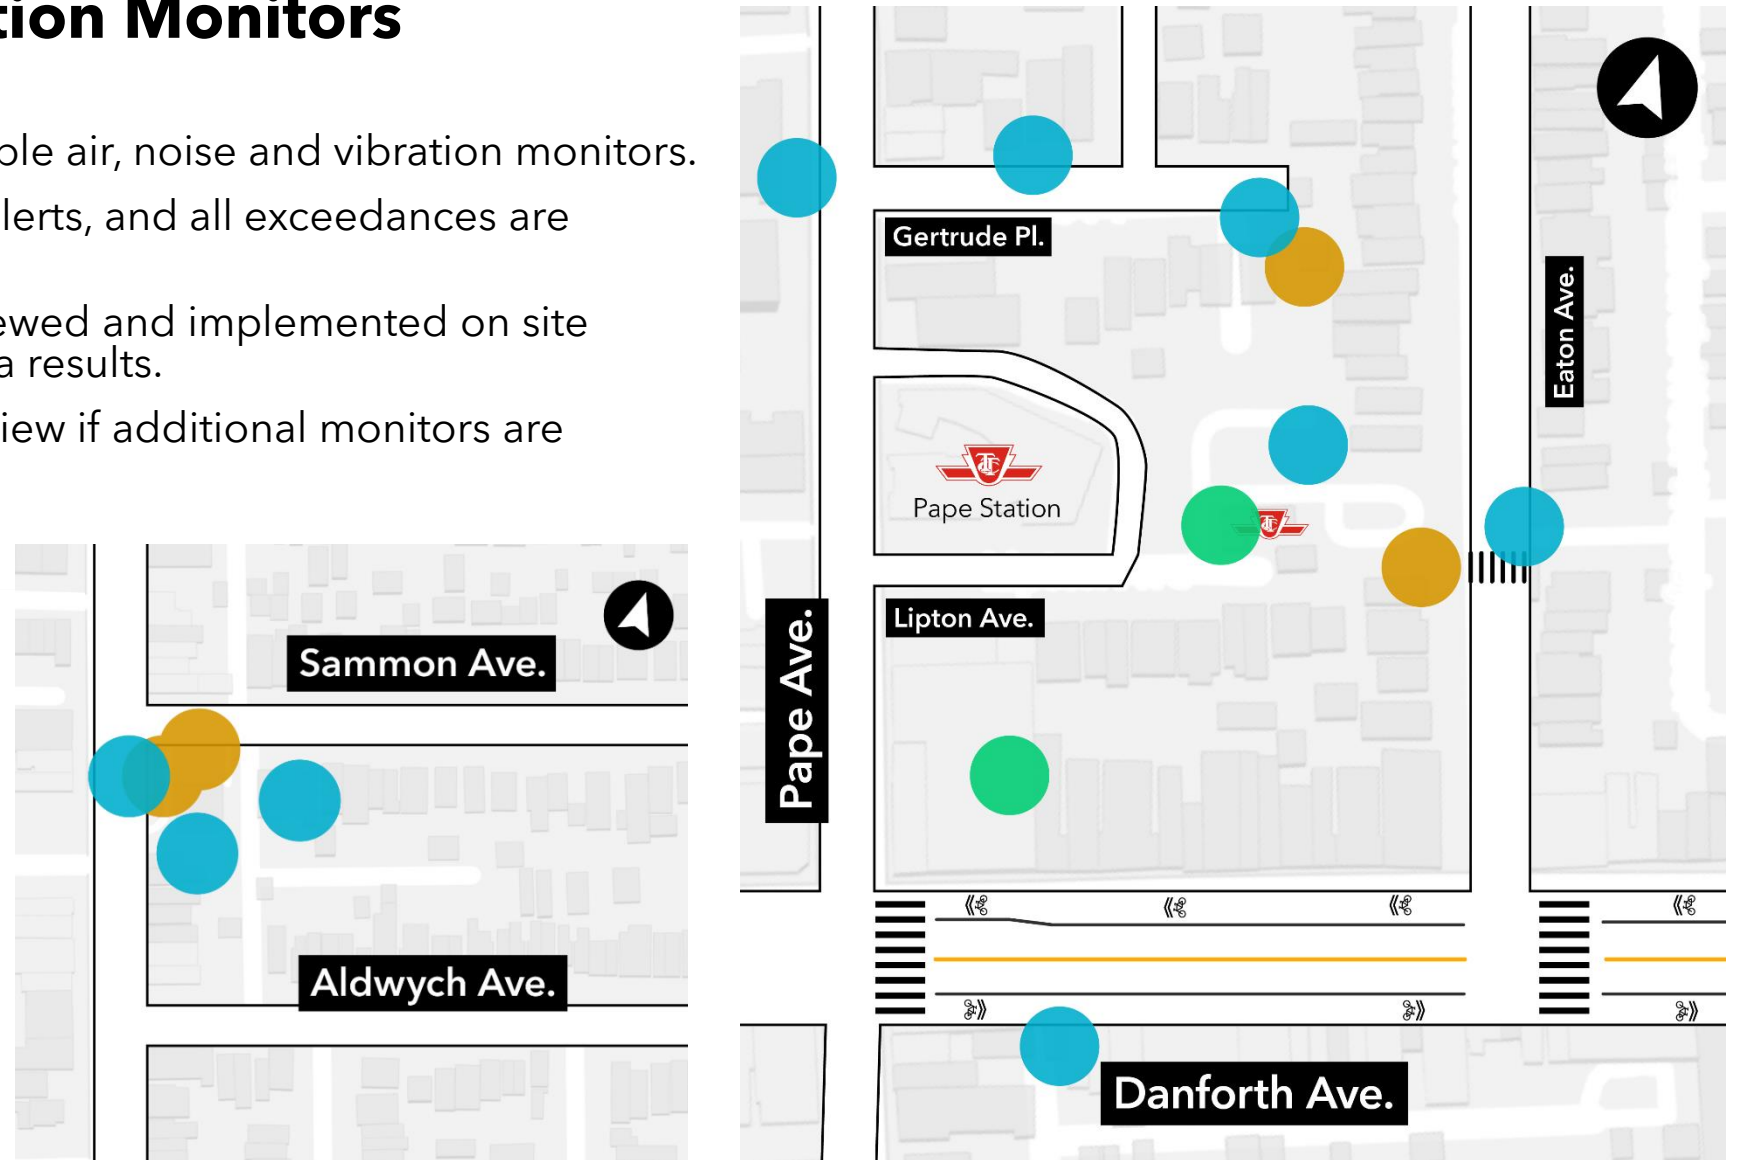 tion Monitors
ble air, noise and vibration monitors.
lerts, and all exceedances are
ewed and implemented on site
a results.
iew if additional monitors are
Sammon Ave.
Aldwych Ave.
Gertrude Pl.
Eaton Ave.
TTC
Pape Station
TTC
Lipton Ave.
Pape Ave.
Danforth Ave.